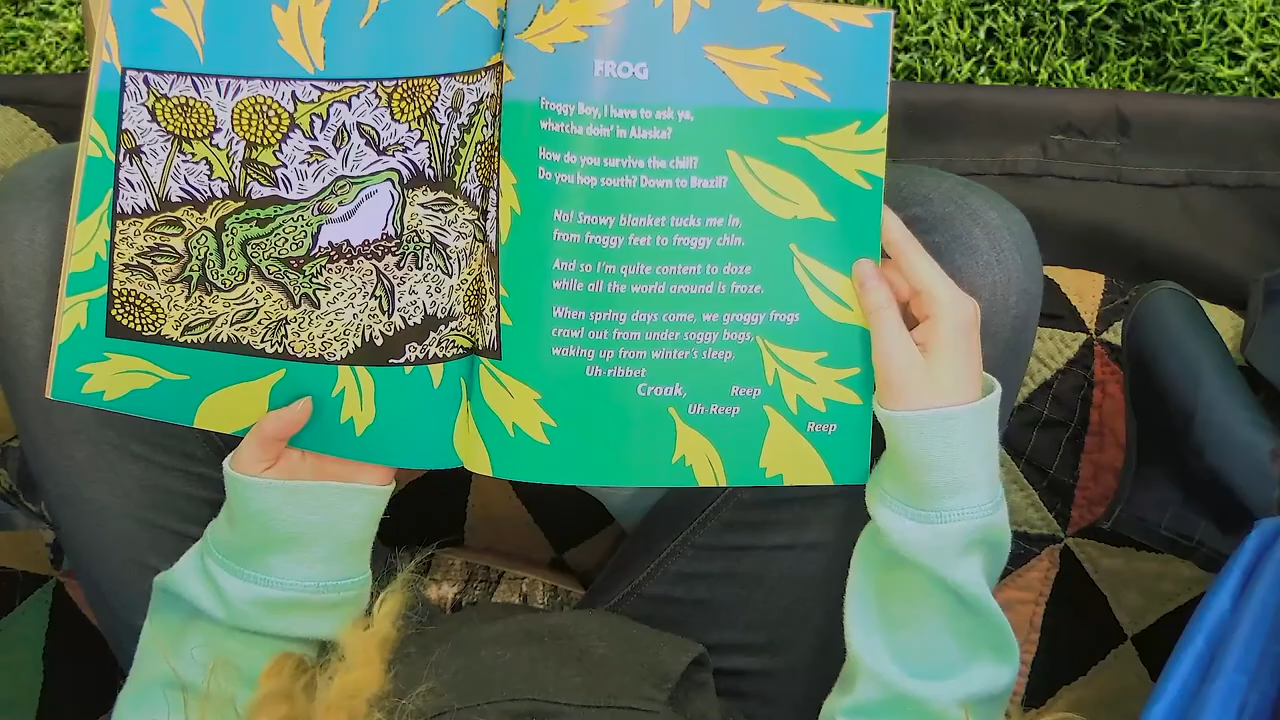 FROG
Froggy Boy, I have to ask ya,
whatcha doin' in Alaska?
How do you survive the chill?
Do you hop south? Down to Brazil?
No! Snowy blanket tucks me in,
from froggy feet to froggy chin.
And so I'm quite content to doze
while all the world around is froze.
When spring days come, we groggy frogs
crawl out from under soggy bogs,
waking up from winter's sleep,
Uh-ribbet
Croak, Reep
Uh-Reep
Reep